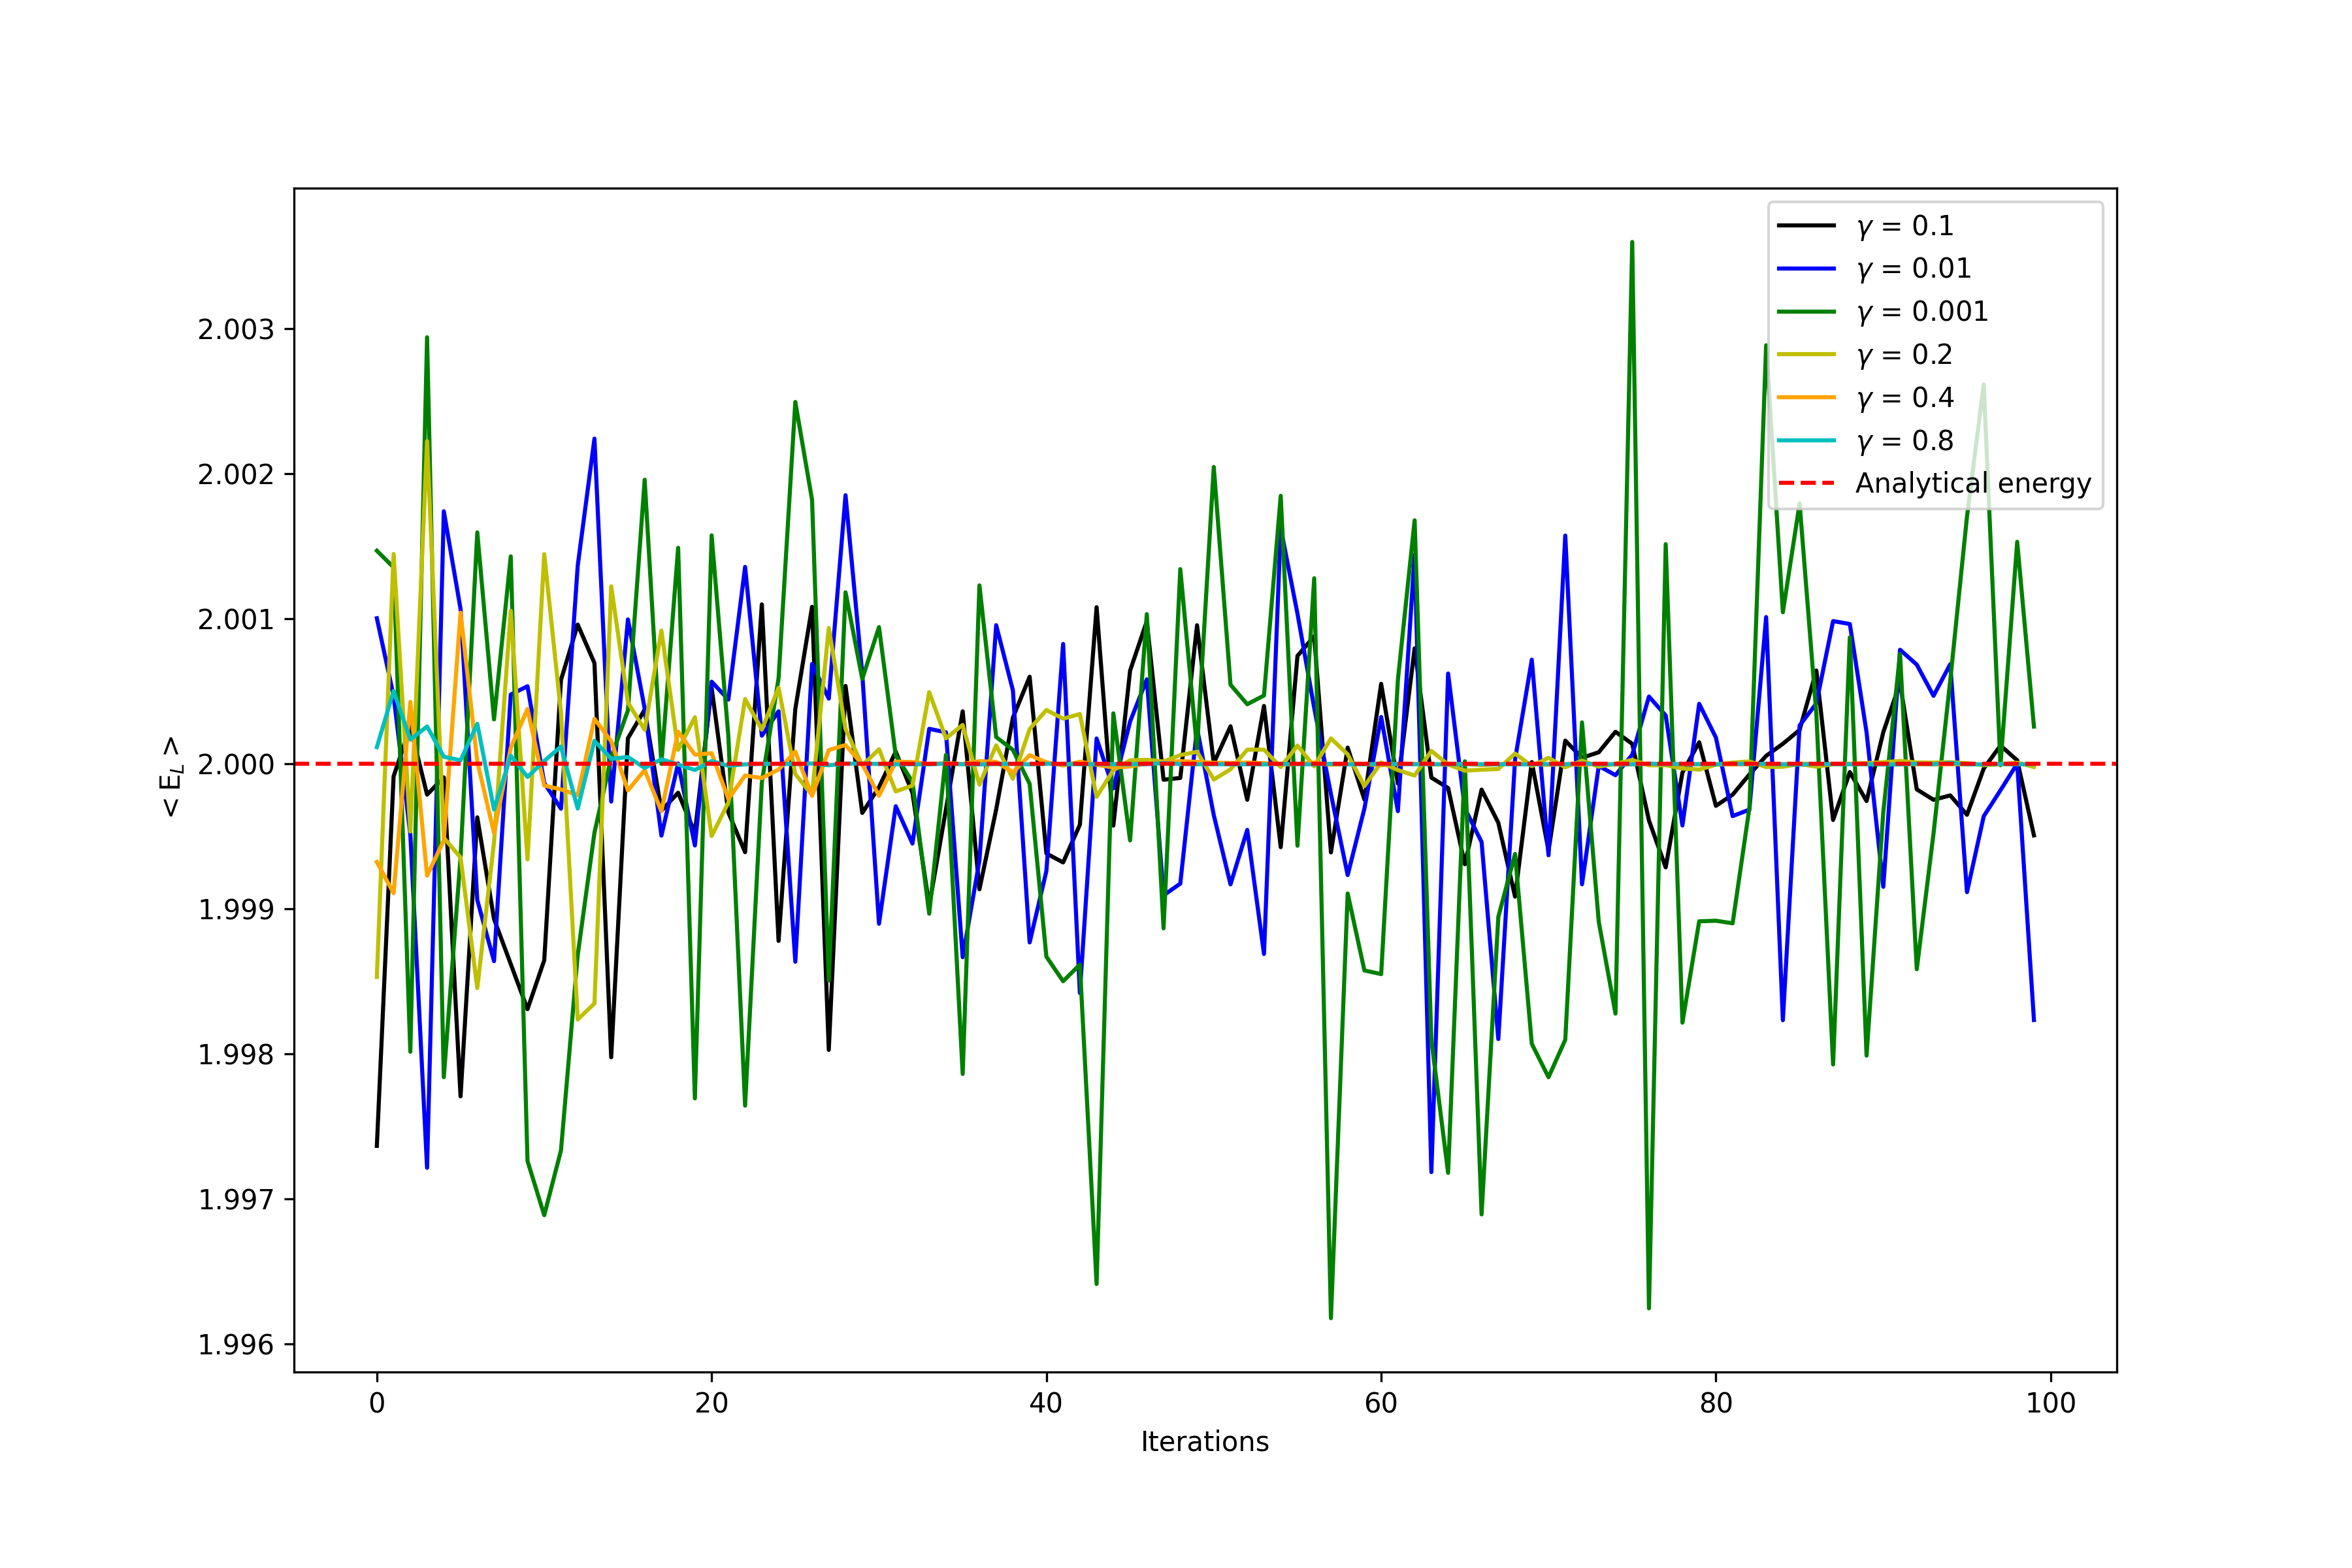 γ = 0.1
γ = 0.01
γ = 0.001
γ = 0.2
γ = 0.4
γ = 0.8
Analytical energy
2.003
2.002
2.001
2.000
1.999
1.998
1.997
1.996
< E_L >
0 20 40 60 80 100
Iterations